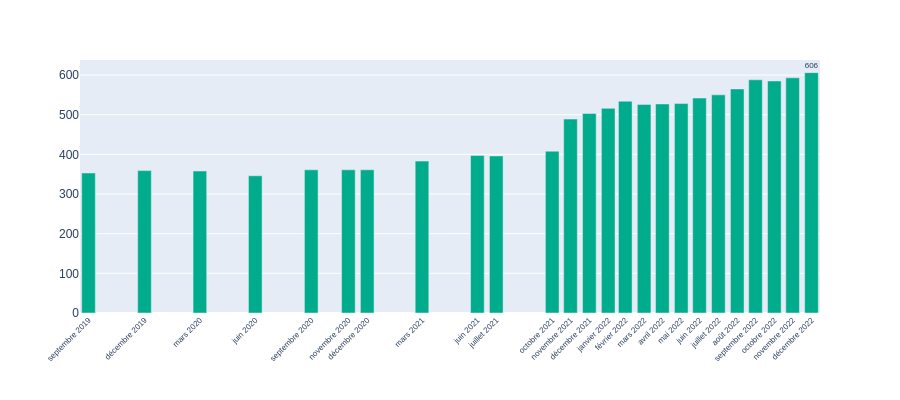 606
600
500
400
300
200
100
0
septembre 2019
décembre 2019
mars 2020
juin 2020
septembre 2020
novembre 2020
décembre 2020
mars 2021
juin 2021
juillet 2021
octobre 2021
novembre 2021
décembre 2021
janvier 2022
février 2022
mars 2022
avril 2022
mai 2022
juin 2022
juillet 2022
août 2022
septembre 2022
octobre 2022
novembre 2022
décembre 2022